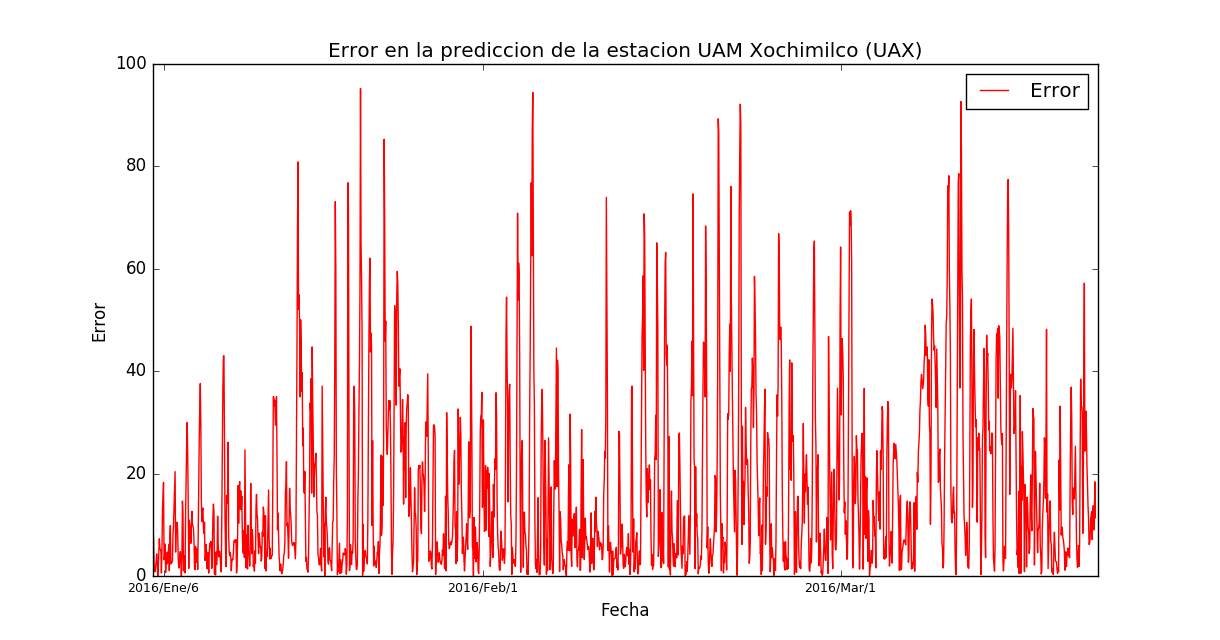 Error en la prediccion de la estacion UAM Xochimilco (UAX)
100
80
60
40
20
0
Error
Error
2016/Ene/6
2016/Feb/1
2016/Mar/1
Fecha